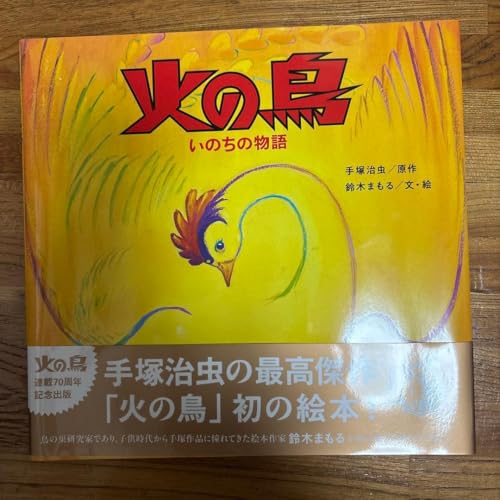 火の鳥
いのちの物語
手塚治虫／原作
鈴木まもる／文・絵
火の鳥
連載70周年
記念出版
手塚治虫の最高傑
「火の鳥」初の絵本
鳥の巣研究家であり、子供時代から手塚作品に憧れてきた絵本作家 鈴木まもる